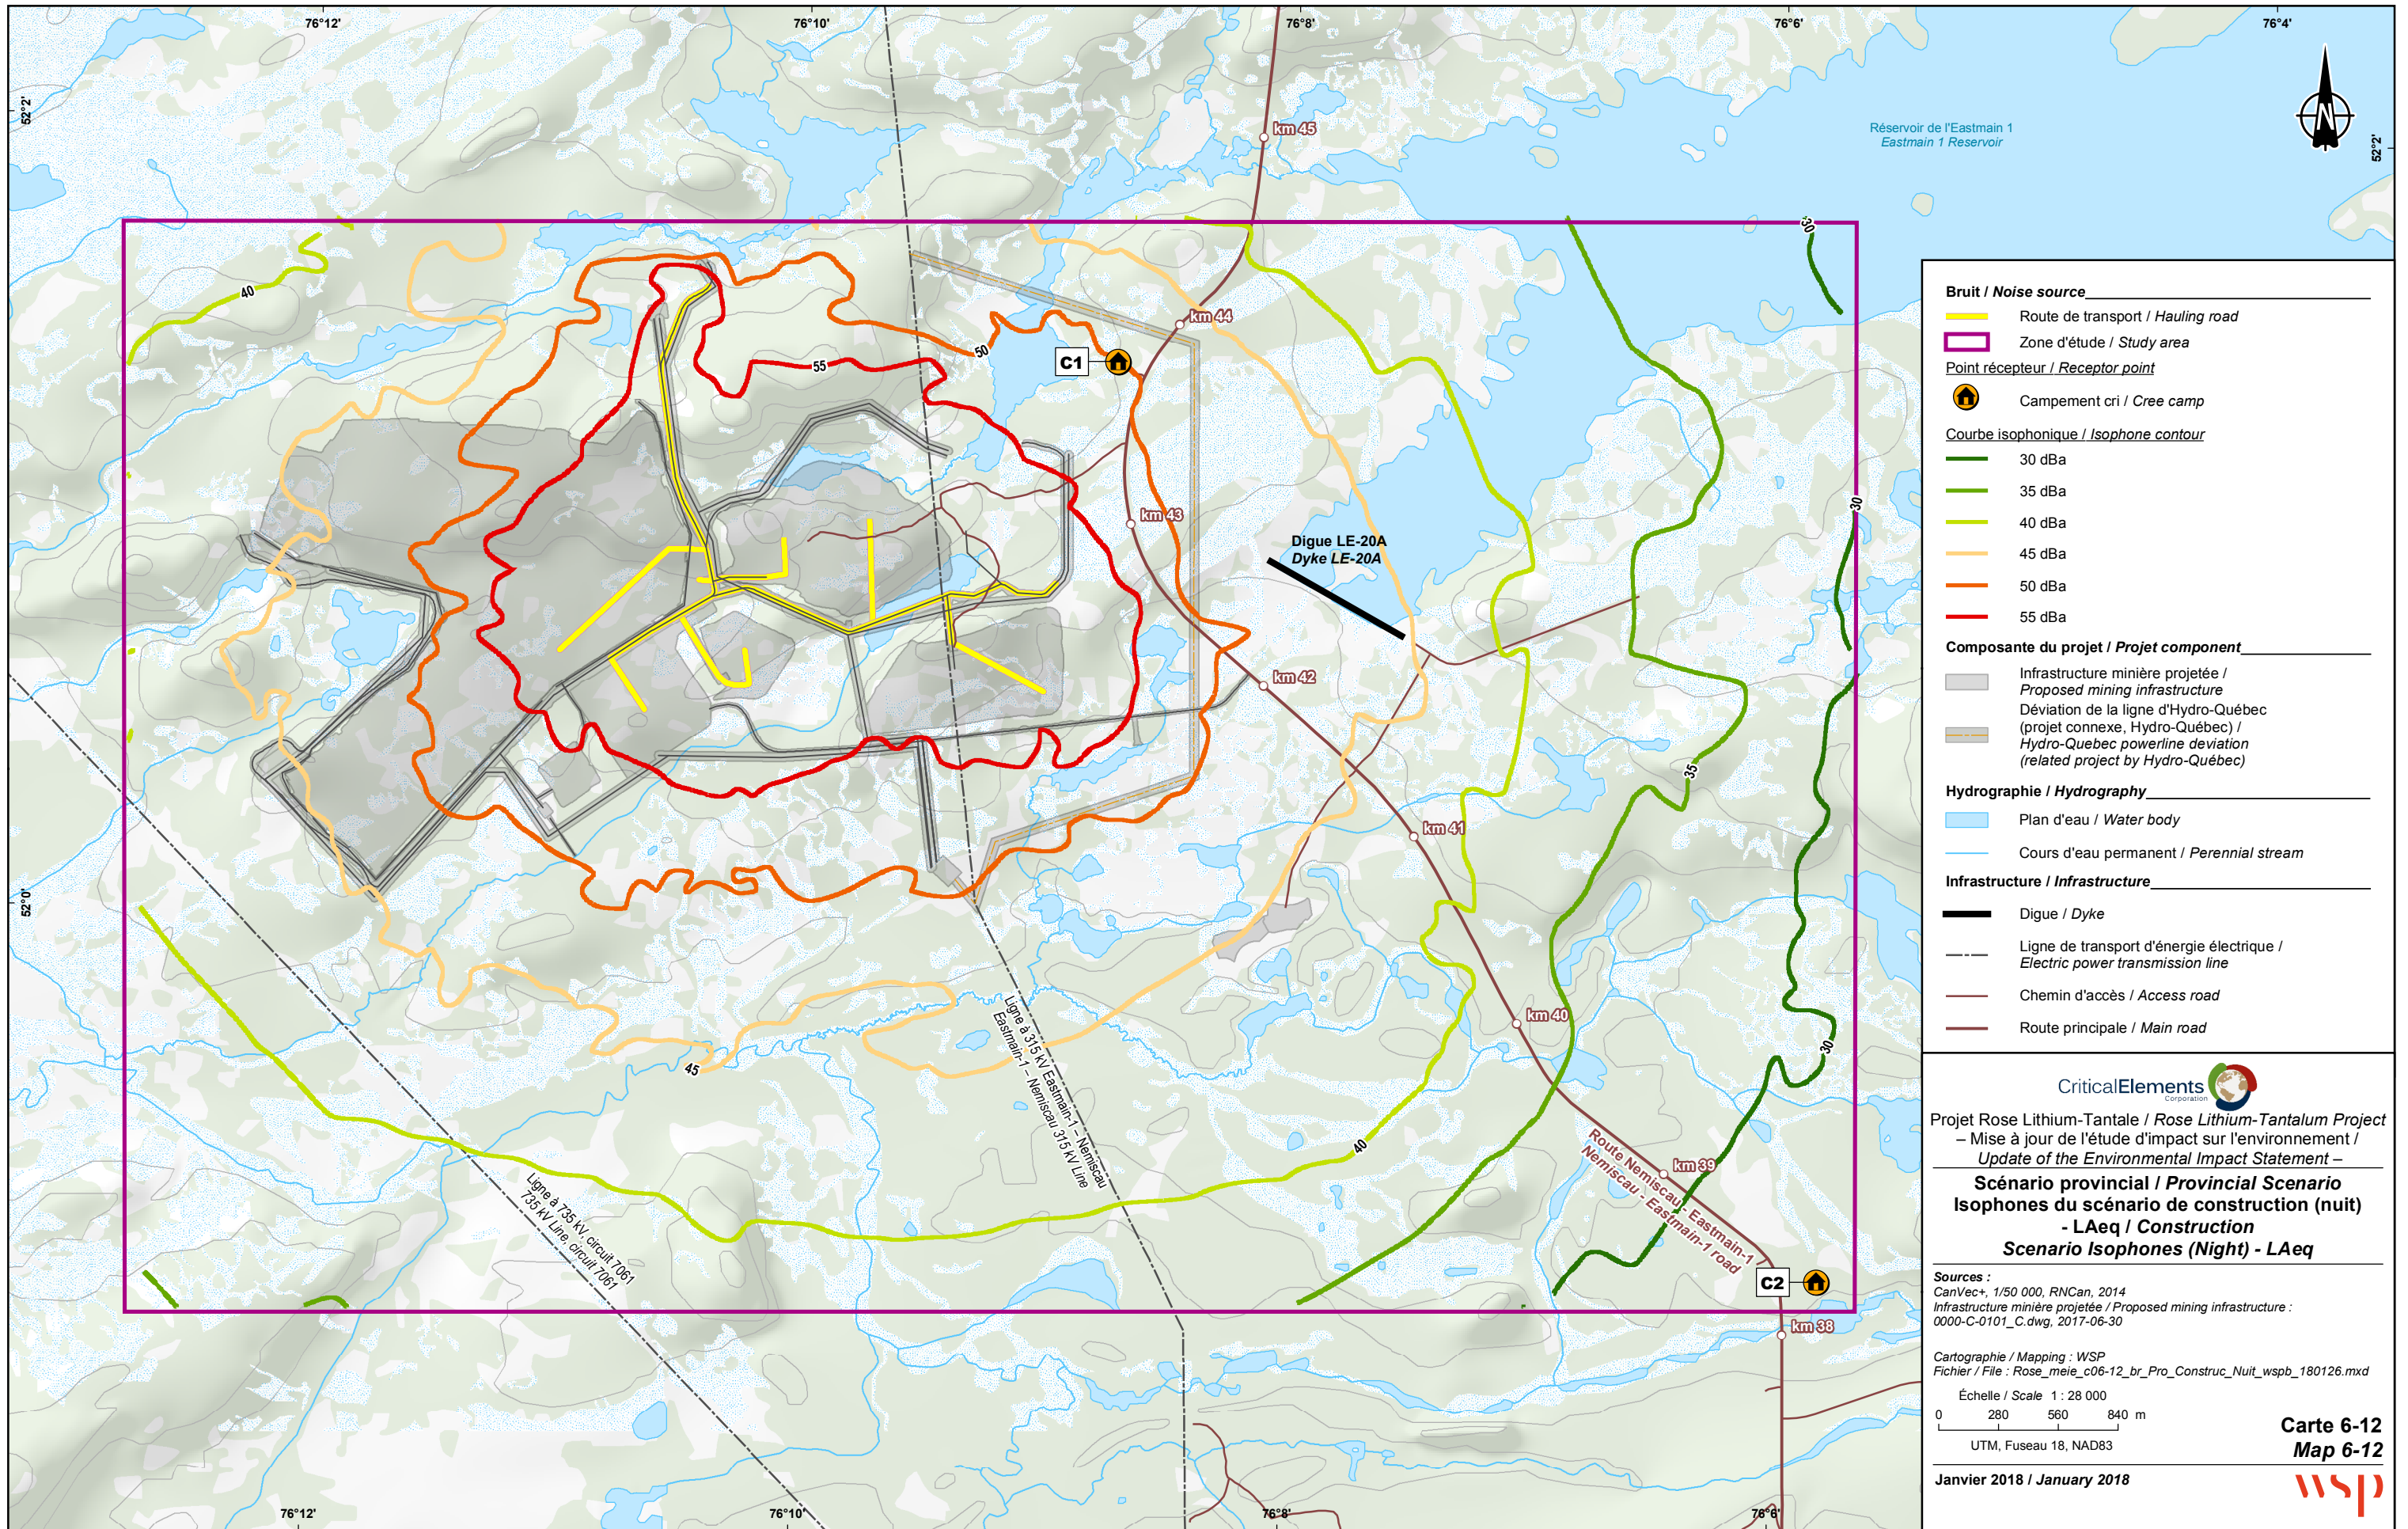 76°12'
76°10'
76°8'
76°6'
76°4'
52°2'
52°2'
52°0'
Réservoir de l'Eastmain 1
Eastmain 1 Reservoir
km 45
km 44
km 43
km 42
km 41
km 40
km 39
km 38
C1
C2
40
50
55
45
40
35
30
30
30
Digue LE-20A
Dyke LE-20A
Ligne à 315 kV Eastmain-1 – Nemiscau
Eastmain-1 – Nemiscau 315 kV Line
Ligne à 735 kV, circuit 7061
735 kV Line, circuit 7061
Route Nemiscau - Eastmain-1
Nemiscau - Eastmain-1 road
76°12'
76°10'
76°8'
76°6'
N
Bruit / Noise source
Route de transport / Hauling road
Zone d'étude / Study area
Point récepteur / Receptor point
Campement cri / Cree camp
Courbe isophonique / Isophone contour
30 dBa
35 dBa
40 dBa
45 dBa
50 dBa
55 dBa
Composante du projet / Projet component
Infrastructure minière projetée /
Proposed mining infrastructure
Déviation de la ligne d'Hydro-Québec
(projet connexe, Hydro-Québec) /
Hydro-Quebec powerline deviation
(related project by Hydro-Québec)
Hydrographie / Hydrography
Plan d'eau / Water body
Cours d'eau permanent / Perennial stream
Infrastructure / Infrastructure
Digue / Dyke
Ligne de transport d'énergie électrique /
Electric power transmission line
Chemin d'accès / Access road
Route principale / Main road
CriticalElements
Corporation
Projet Rose Lithium-Tantale / Rose Lithium-Tantalum Project
– Mise à jour de l'étude d'impact sur l'environnement /
Update of the Environmental Impact Statement –
Scénario provincial / Provincial Scenario
Isophones du scénario de construction (nuit)
- LAeq / Construction
Scenario Isophones (Night) - LAeq
Sources :
CanVec+, 1/50 000, RNCan, 2014
Infrastructure minière projetée / Proposed mining infrastructure :
0000-C-0101_C.dwg, 2017-06-30
Cartographie / Mapping : WSP
Fichier / File : Rose_meie_c06-12_br_Pro_Construc_Nuit_wspb_180126.mxd
Échelle / Scale 1 : 28 000
0 280 560 840 m
UTM, Fuseau 18, NAD83
Carte 6-12
Map 6-12
Janvier 2018 / January 2018
wsp